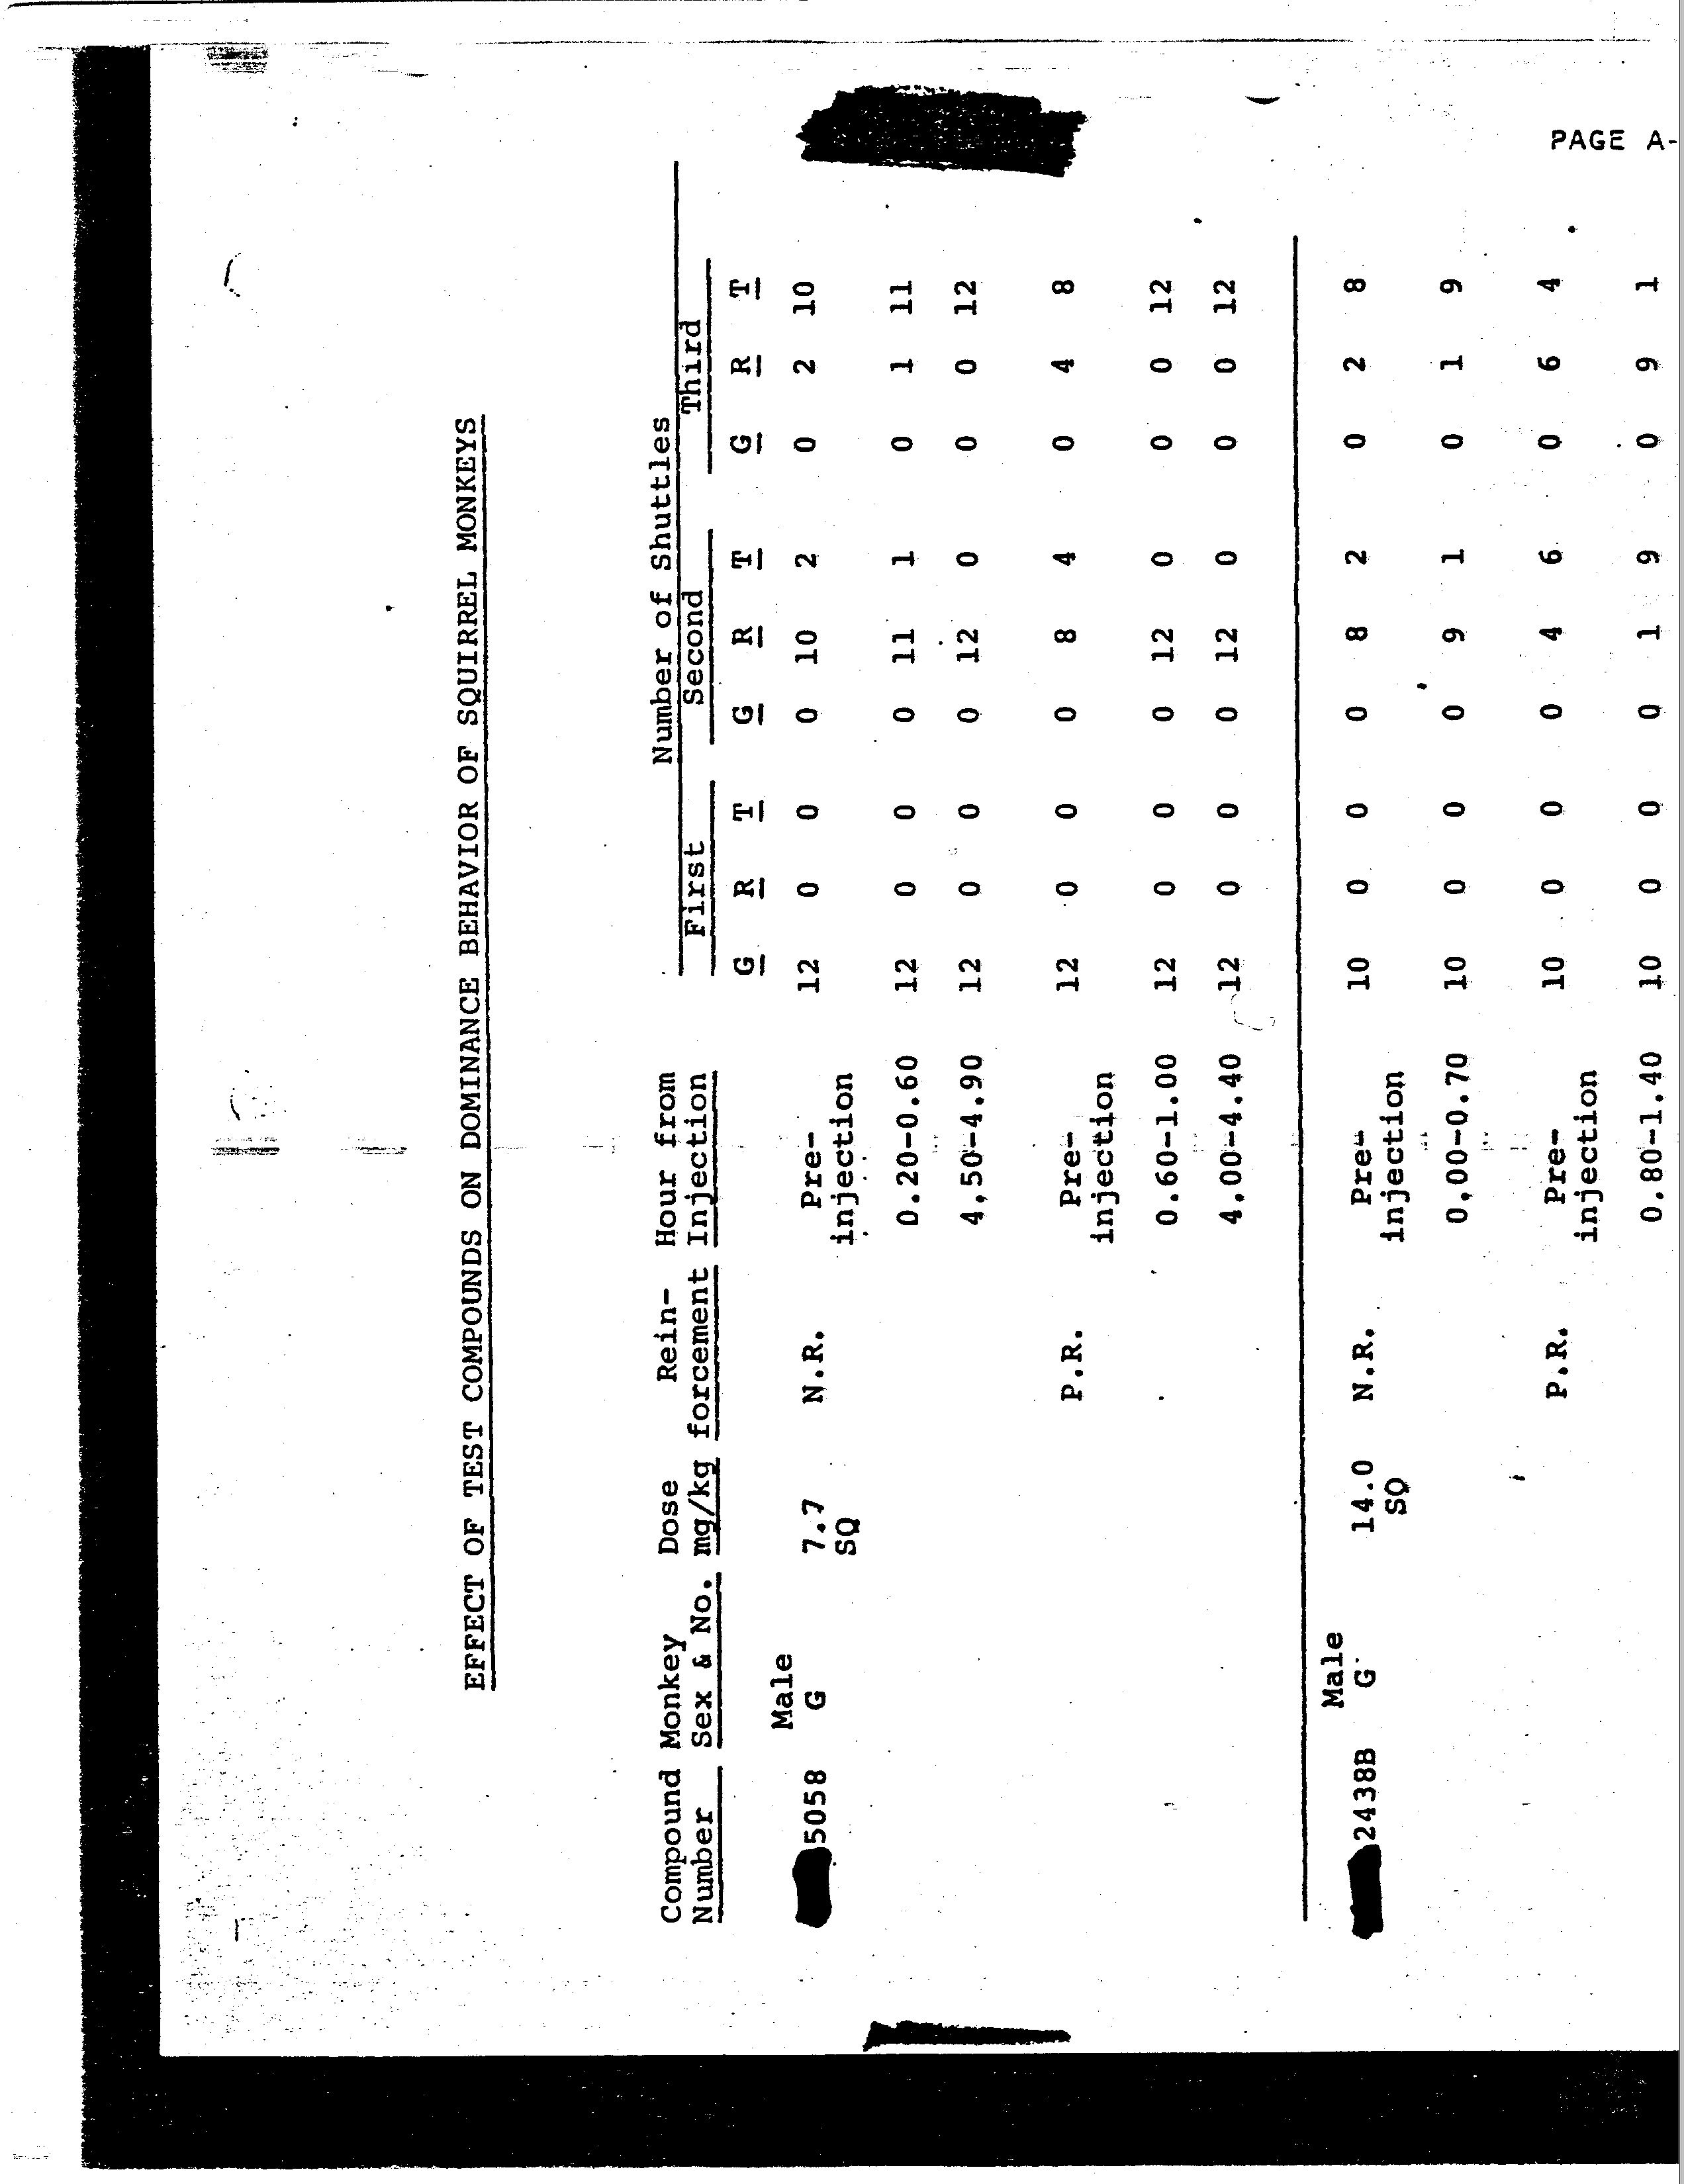 PAGE A-
EFFECT OF TEST COMPOUNDS ON DOMINANCE BEHAVIOR OF SQUIRREL MONKEYS
Number of Shuttles
Compound Monkey Dose Rein- Hour from First Second Third
Number Sex & No. mg/kg forcement Injection G R T G R T G R T
Male
5058 G 7.7 N.R. Pre- 12 0 0 0 10 2 0 2 10
SQ injection
0.20-0.60 12 0 0 0 11 1 0 1 11
4.50-4.90 12 0 0 0 12 0 0 0 12
P.R. Pre- 12 0 0 0 8 4 0 4 8
injection
0.60-1.00 12 0 0 0 12 0 0 0 12
4.00-4.40 12 0 0 0 12 0 0 0 12
Male
2438B G 14.0 N.R. Pre- 10 0 0 0 8 2 0 2 8
SQ injection
0.00-0.70 10 0 0 0 9 1 0 1 9
P.R. Pre- 10 0 0 0 4 6 0 6 4
injection
0.80-1.40 10 0 0 0 1 9 0 9 1